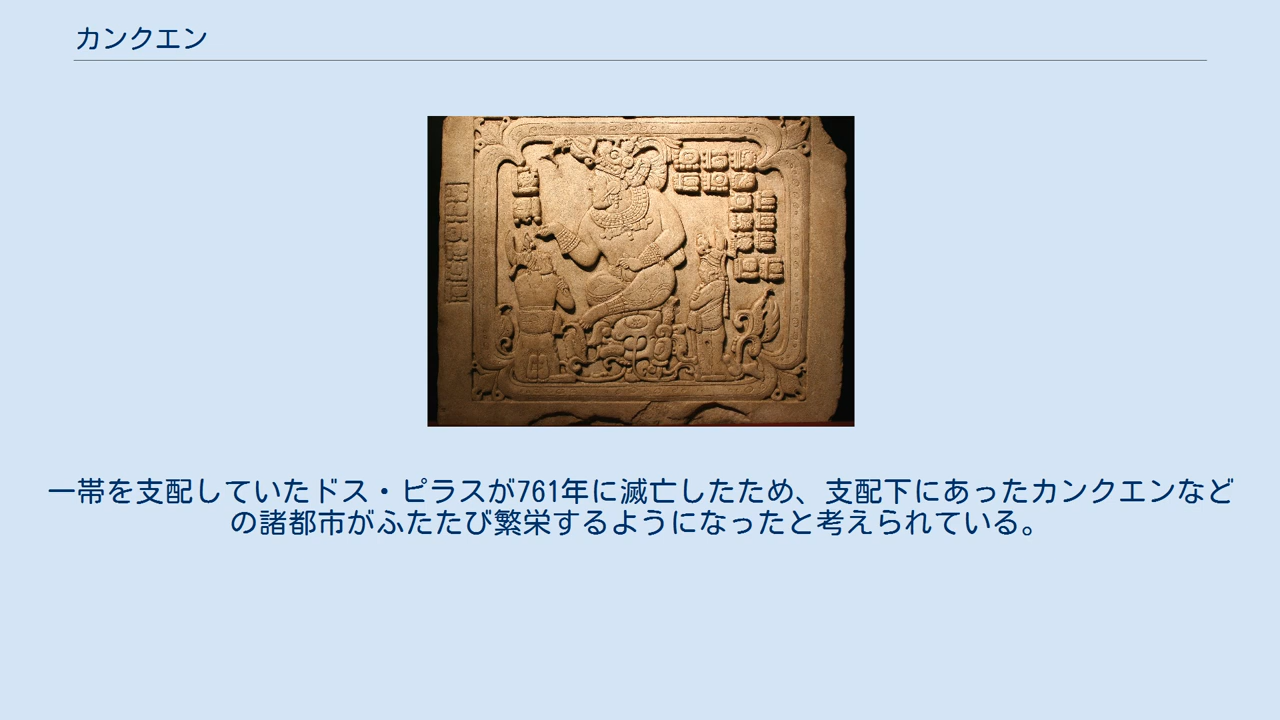 カンクエン
一帯を支配していたドス・ピラスが761年に滅亡したため、支配下にあったカンクエンなど
の諸都市がふたたび繁栄するようになったと考えられている。